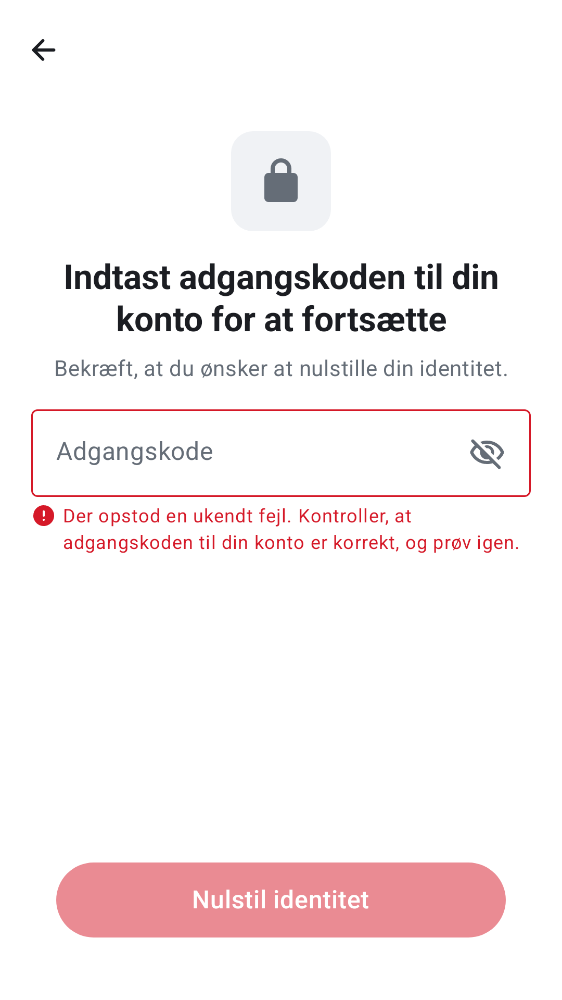 Indtast adgangskoden til din
konto for at fortsætte
Bekræft, at du ønsker at nulstille din identitet.
Adgangskode
Der opstod en ukendt fejl. Kontroller, at
adgangskoden til din konto er korrekt, og prøv igen.
Nulstil identitet